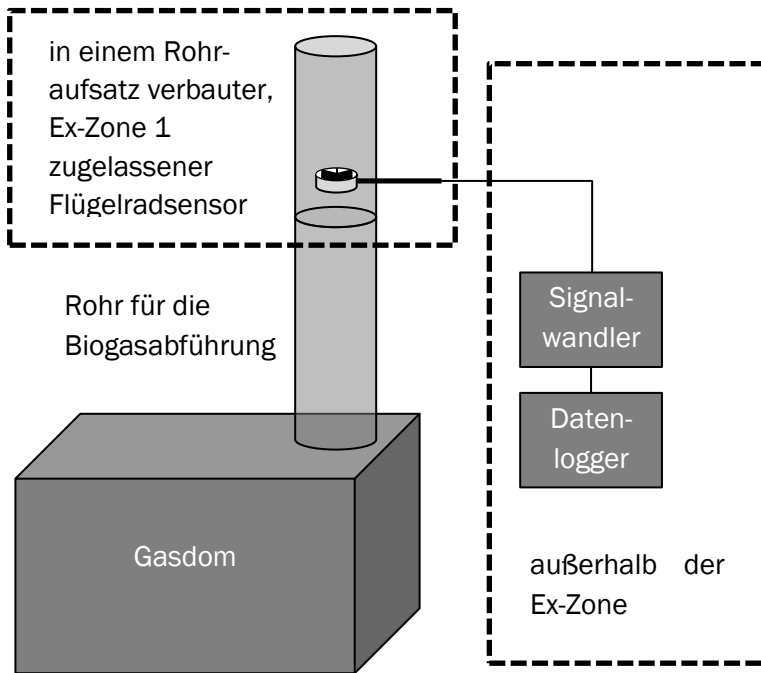 in einem Rohr-
aufsatz verbauter,
Ex-Zone 1
zugelassener
Flügelradsensor
Rohr für die
Biogasabführung
Signal-
wandler
Daten-
logger
Gasdom
außerhalb der
Ex-Zone